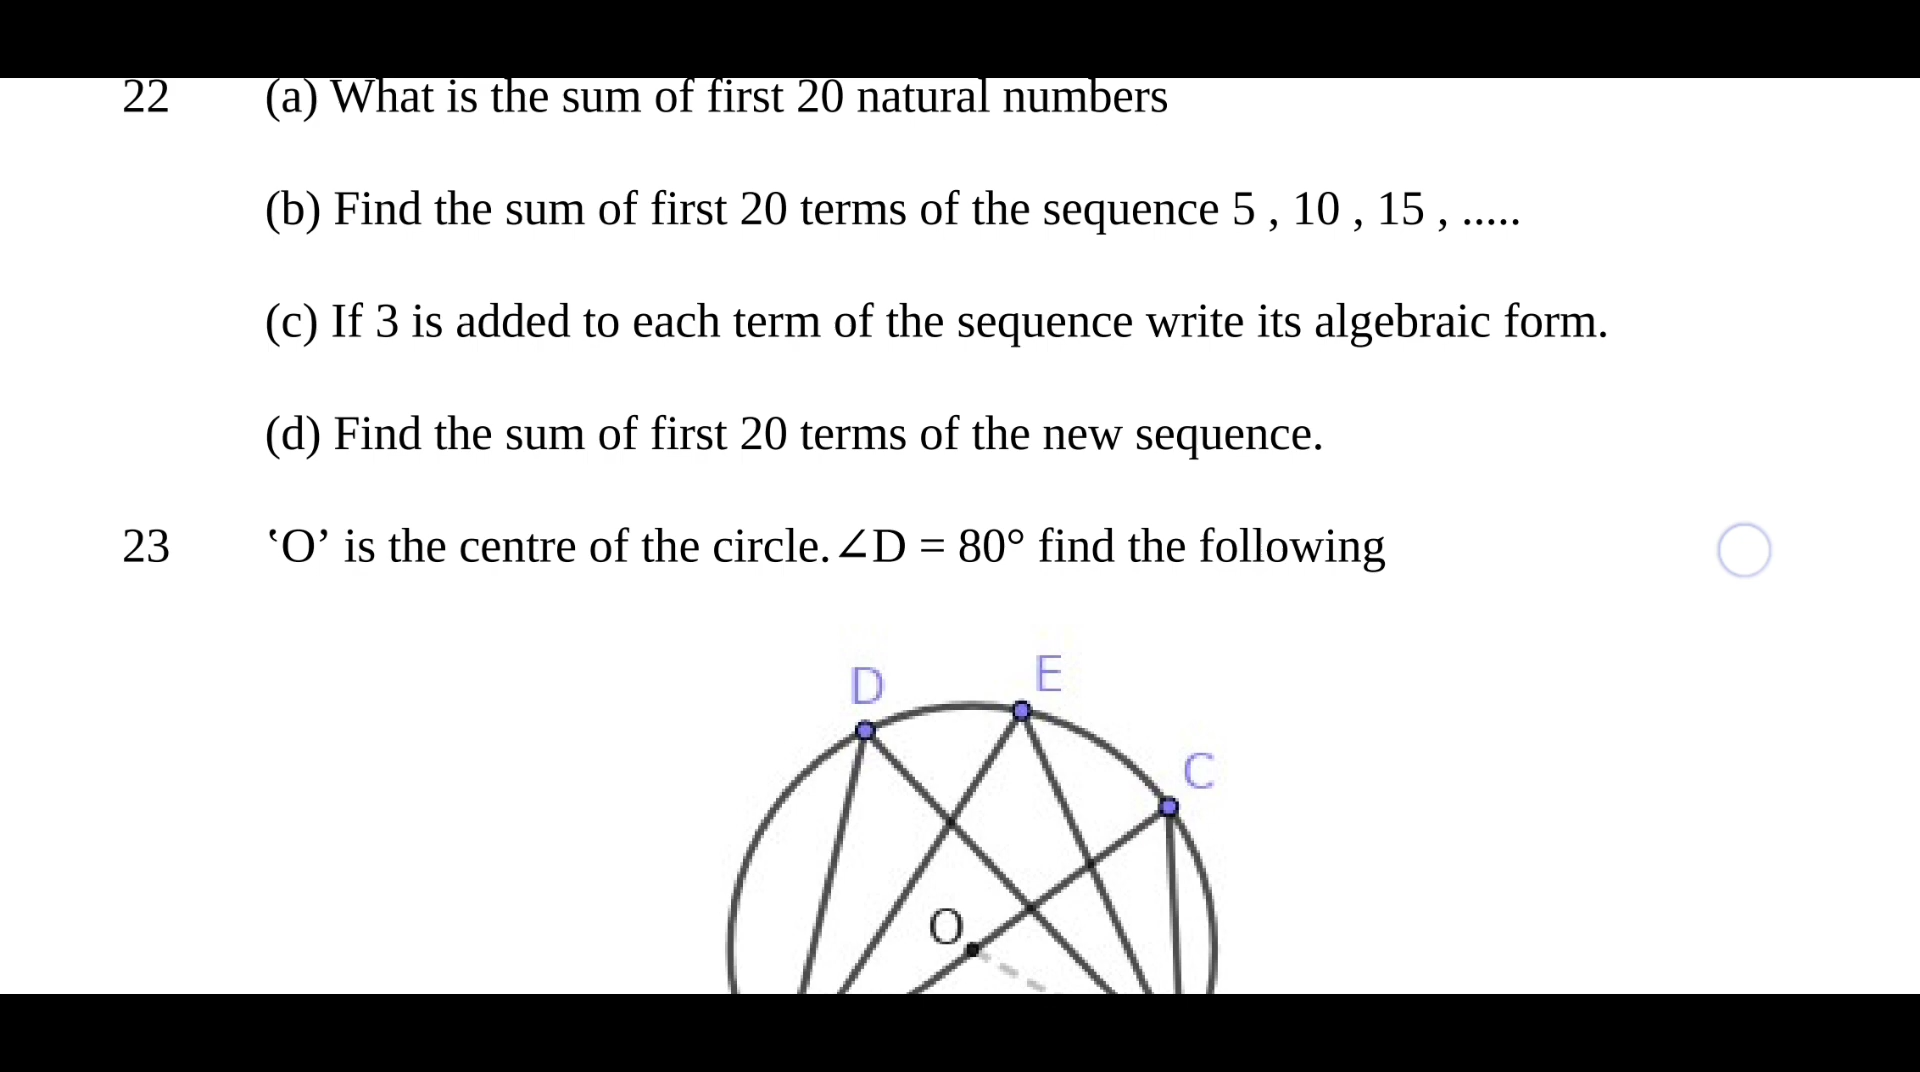 22 (a) What is the sum of first 20 natural numbers
(b) Find the sum of first 20 terms of the sequence 5 , 10 , 15 , .....
(c) If 3 is added to each term of the sequence write its algebraic form.
(d) Find the sum of first 20 terms of the new sequence.
23 ‛O’ is the centre of the circle.∠D = 80° find the following
D
E
C
O